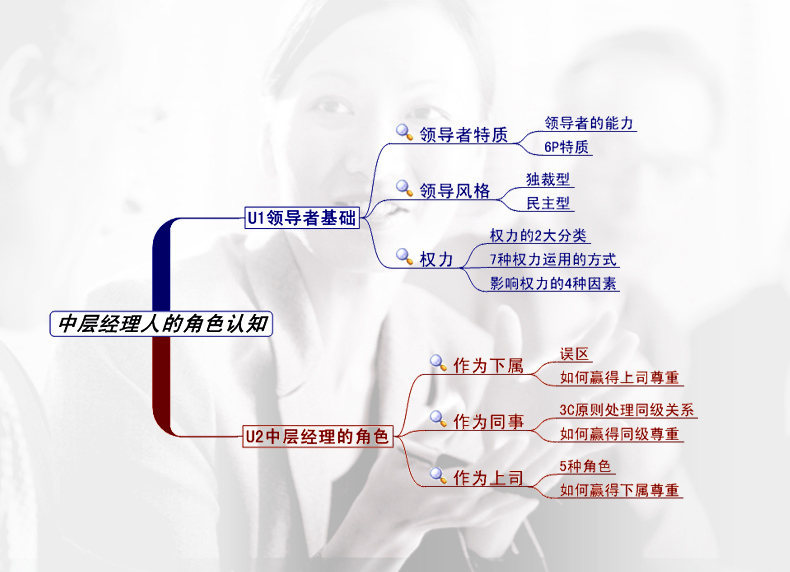 领导者的能力
领导者特质
6P特质
独裁型
领导风格
民主型
U1领导者基础
权力的2大分类
权力
7种权力运用的方式
影响权力的4种因素
中层经理人的角色认知
误区
作为下属
如何赢得上司尊重
3C原则处理同级关系
作为同事
如何赢得同级尊重
U2中层经理的角色
5种角色
作为上司
如何赢得下属尊重